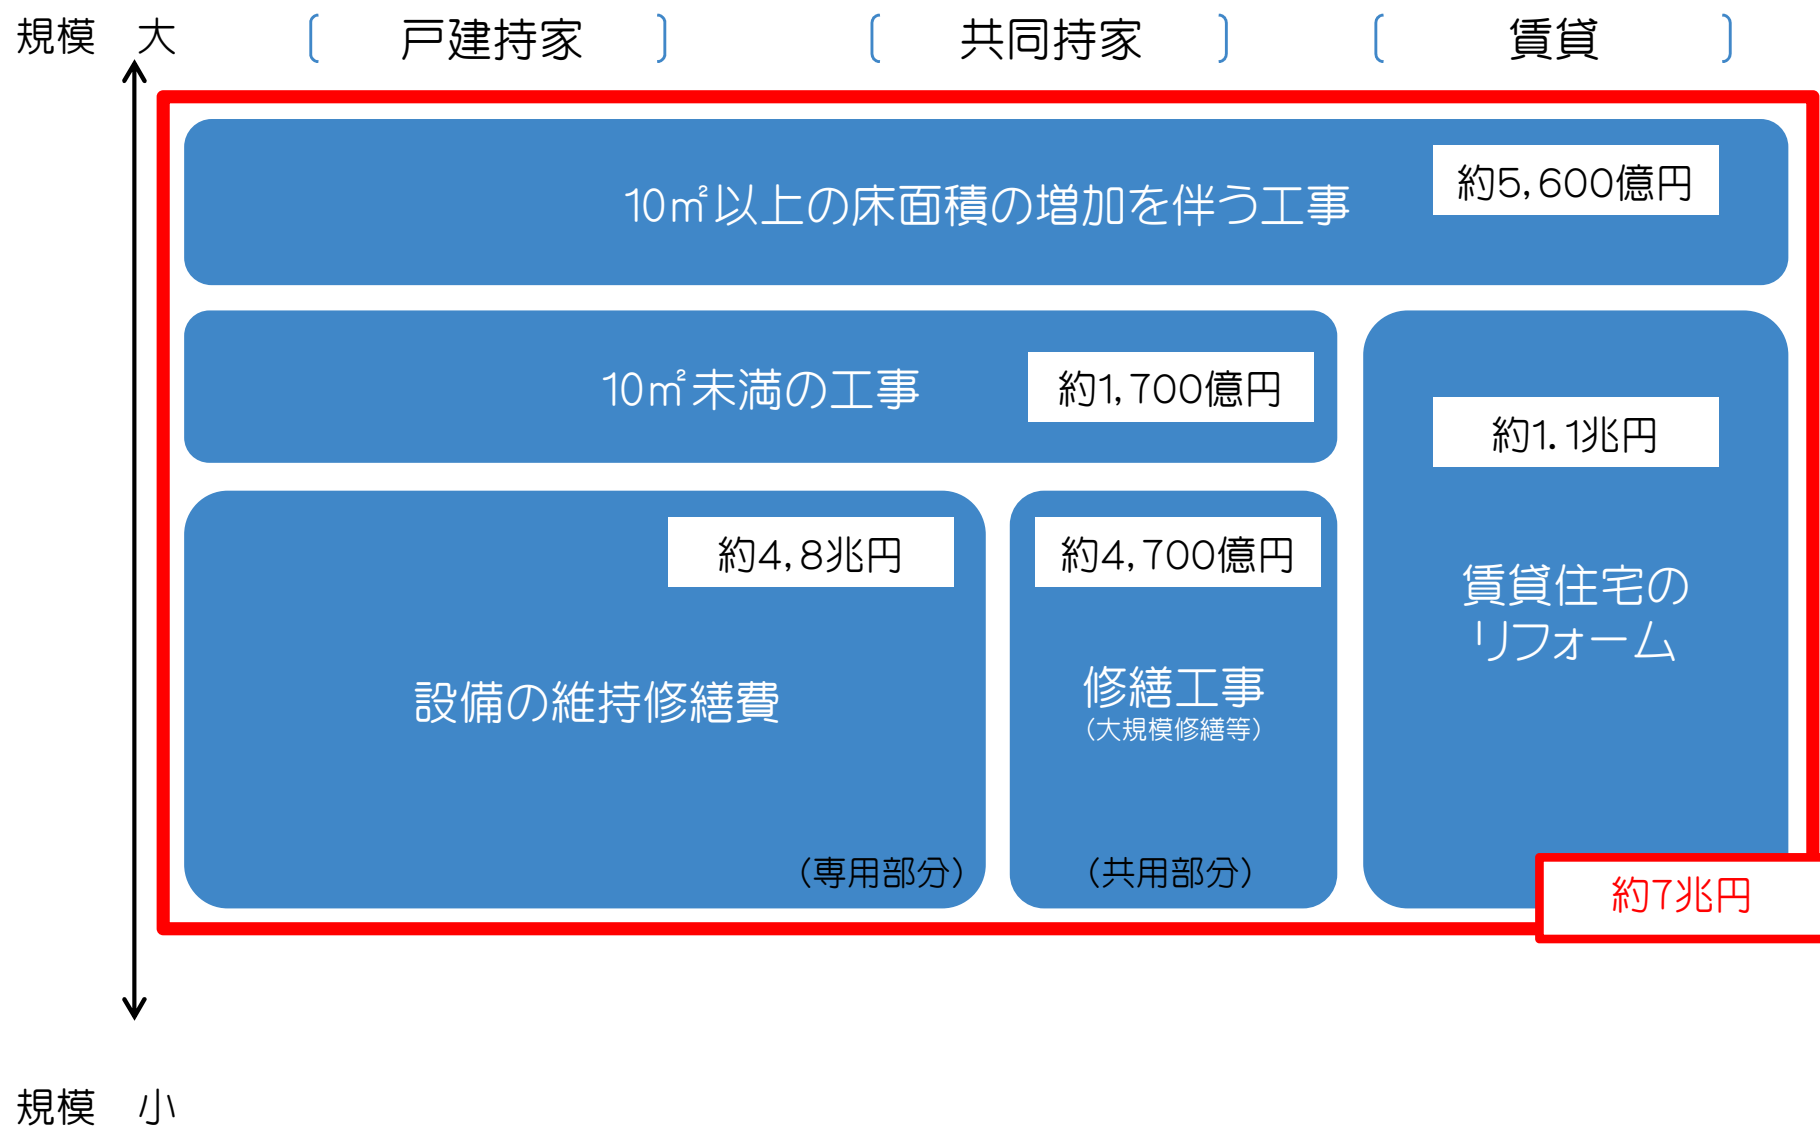 規模 大
〔 戸建持家 〕
〔 共同持家 〕
〔 賃貸 〕
10㎡以上の床面積の増加を伴う工事
約5,600億円
10㎡未満の工事
約1,700億円
約1.1兆円
賃貸住宅の
リフォーム
約4,8兆円
設備の維持修繕費
(専用部分)
約4,700億円
修繕工事
(大規模修繕等)
(共用部分)
約7兆円
規模 小